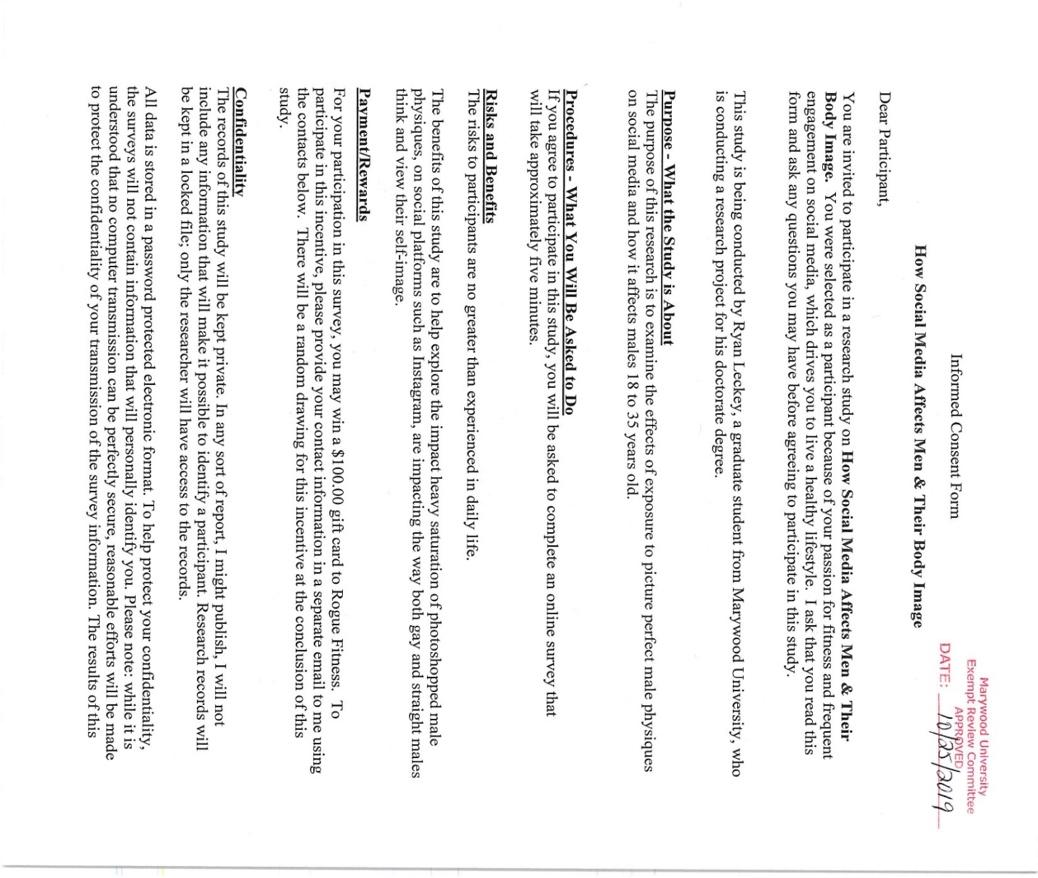 Marywood University
Exempt Review Committee
APPROVED
DATE: 10/25/2019
Informed Consent Form
How Social Media Affects Men & Their Body Image
Dear Participant,
You are invited to participate in a research study on How Social Media Affects Men & Their
Body Image. You were selected as a participant because of your passion for fitness and frequent
engagement on social media, which drives you to live a healthy lifestyle. I ask that you read this
form and ask any questions you may have before agreeing to participate in this study.
This study is being conducted by Ryan Leckey, a graduate student from Marywood University, who
is conducting a research project for his doctorate degree.
Purpose - What the Study is About
The purpose of this research is to examine the effects of exposure to picture perfect male physiques
on social media and how it affects males 18 to 35 years old.
Procedures - What You Will Be Asked to Do
If you agree to participate in this study, you will be asked to complete an online survey that
will take approximately five minutes.
Risks and Benefits
The risks to participants are no greater than experienced in daily life.
The benefits of this study are to help explore the impact heavy saturation of photoshopped male
physiques, on social platforms such as Instagram, are impacting the way both gay and straight males
think and view their self-image.
Payment/Rewards
For your participation in this survey, you may win a $100.00 gift card to Rogue Fitness. To
participate in this incentive, please provide your contact information in a separate email to me using
the contacts below. There will be a random drawing for this incentive at the conclusion of this
study.
Confidentiality
The records of this study will be kept private. In any sort of report, I might publish, I will not
include any information that will make it possible to identify a participant. Research records will
be kept in a locked file; only the researcher will have access to the records.
All data is stored in a password protected electronic format. To help protect your confidentiality,
the surveys will not contain information that will personally identify you. Please note: while it is
understood that no computer transmission can be perfectly secure, reasonable efforts will be made
to protect the confidentiality of your transmission of the survey information. The results of this